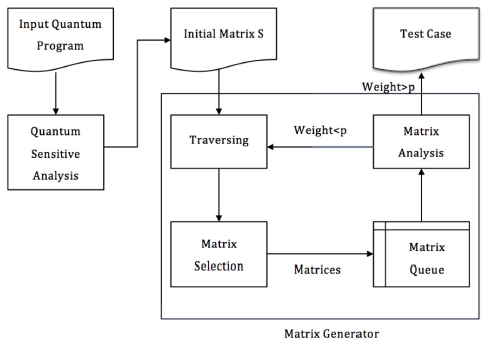 Input Quantum
Program
Initial Matrix S
Test Case
Weight>p
Quantum
Sensitive
Analysis
Traversing
Weight<p
Matrix
Analysis
Matrix
Selection
Matrices
Matrix
Queue
Matrix Generator